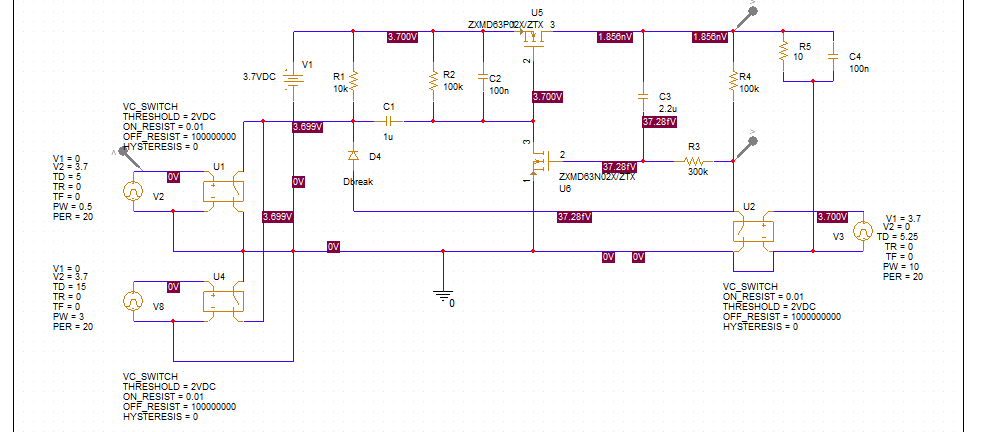 U5
ZXMD63P02X/ZTX
3
2
3.700V
1.856nV
1.856nV
V1
3.7VDC
R1
10k
R2
100k
C2
100n
R5
10
C4
100n
R4
100k
C3
2.2u
37.28fV
3.700V
C1
1u
3.699V
VC_SWITCH
THRESHOLD = 2VDC
ON_RESIST = 0.01
OFF_RESIST = 100000000
HYSTERESIS = 0
D4
Dbreak
3
2
1
37.28fV
ZXMD63N02X/ZTX
U6
R3
300k
V1 = 0
V2 = 3.7
TD = 5
TR = 0
TF = 0
PW = 0.5
PER = 20
V2
0V
U1
0V
3.699V
37.28fV
U2
3.700V
V3
V1 = 3.7
V2 = 0
TD = 5.25
TR = 0
TF = 0
PW = 10
PER = 20
0V
0V
0V
0
V1 = 0
V2 = 3.7
TD = 15
TR = 0
TF = 0
PW = 3
PER = 20
V8
0V
U4
VC_SWITCH
ON_RESIST = 0.01
THRESHOLD = 2VDC
OFF_RESIST = 1000000000
HYSTERESIS = 0
VC_SWITCH
THRESHOLD = 2VDC
ON_RESIST = 0.01
OFF_RESIST = 100000000
HYSTERESIS = 0